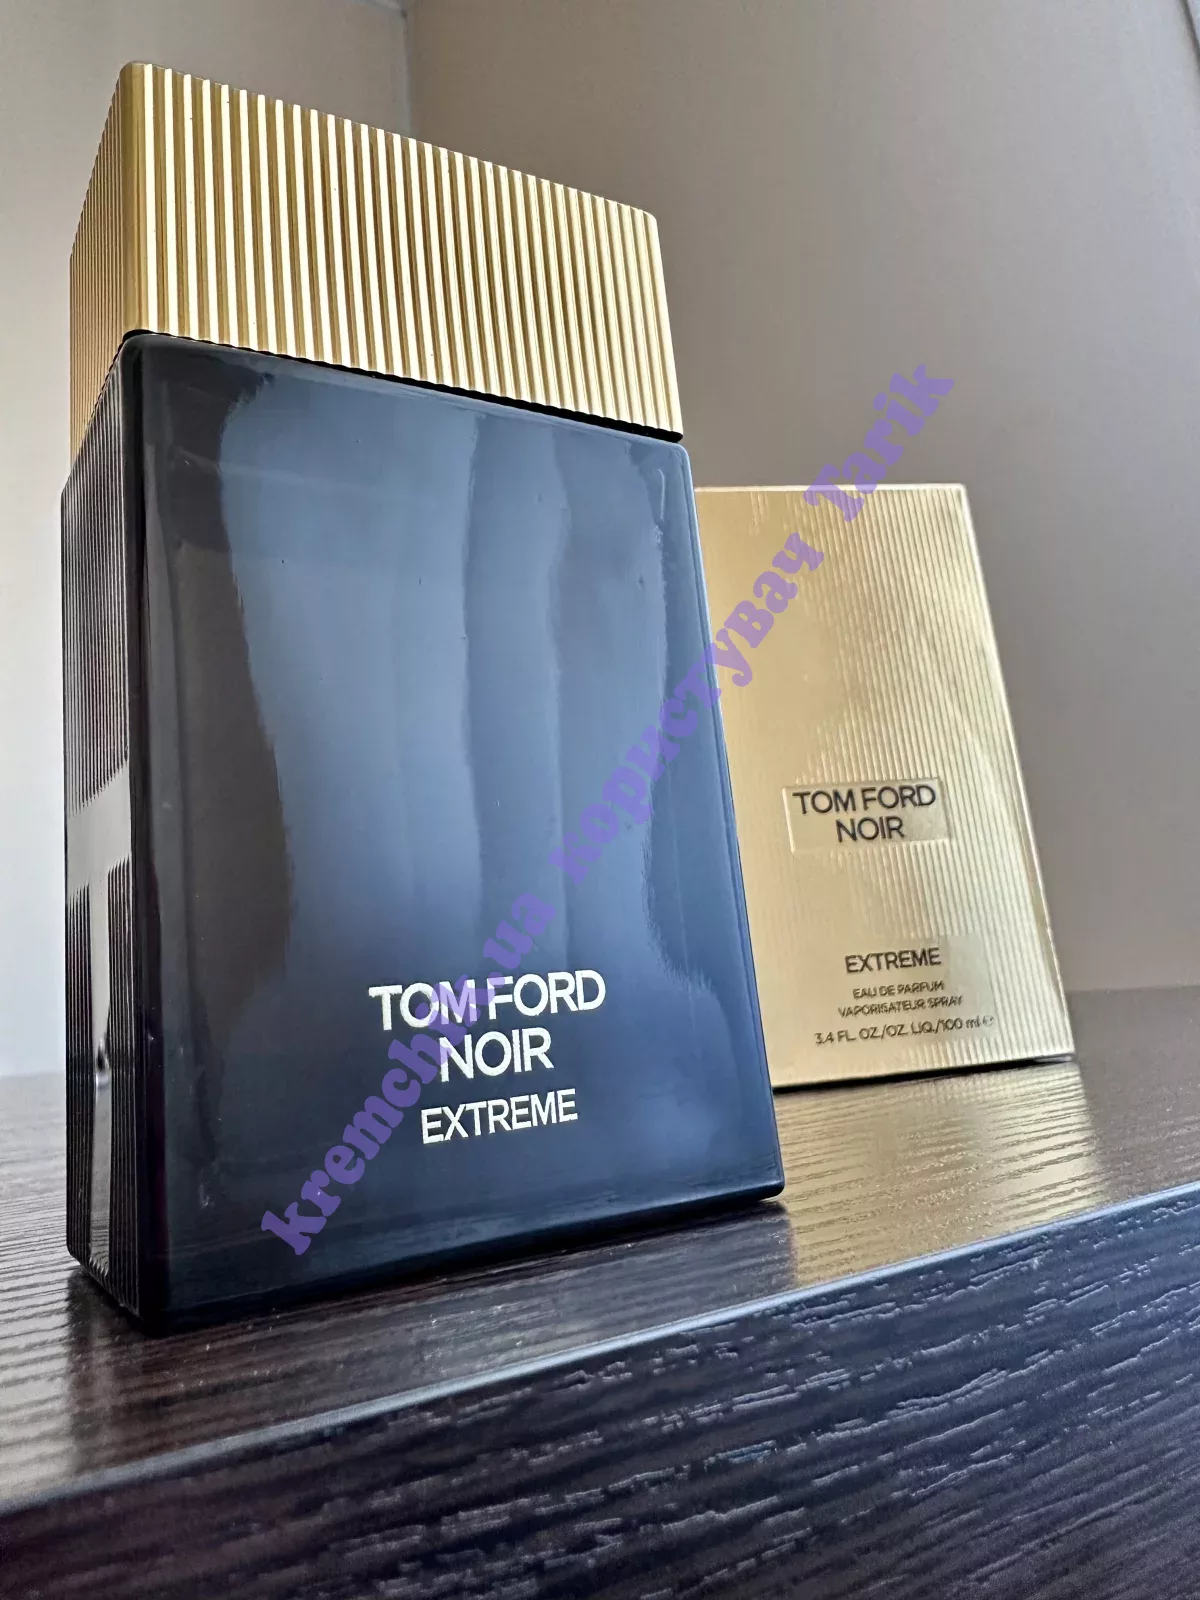 TOM FORD
NOIR
EXTREME
TOM FORD
NOIR
EXTREME
EAU DE PARFUM
VAPORISATEUR SPRAY
3.4 FL. OZ./OZ. LIQ./100 ml ℮
kremchik.ua користувач Tarik